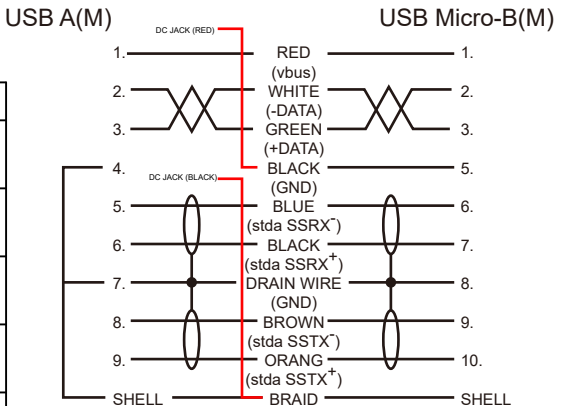 USB A(M) USB Micro-B(M)
DC JACK (RED)
1. RED 1.
(vbus)
2. WHITE 2.
(-DATA)
3. GREEN 3.
(+DATA)
4. BLACK 5.
DC JACK (BLACK)
(GND)
5. BLUE 6.
(stda SSRX-)
6. BLACK 7.
(stda SSRX+)
7. DRAIN WIRE 8.
(GND)
8. BROWN 9.
(stda SSTX-)
9. ORANG 10.
(stda SSTX+)
SHELL BRAID SHELL